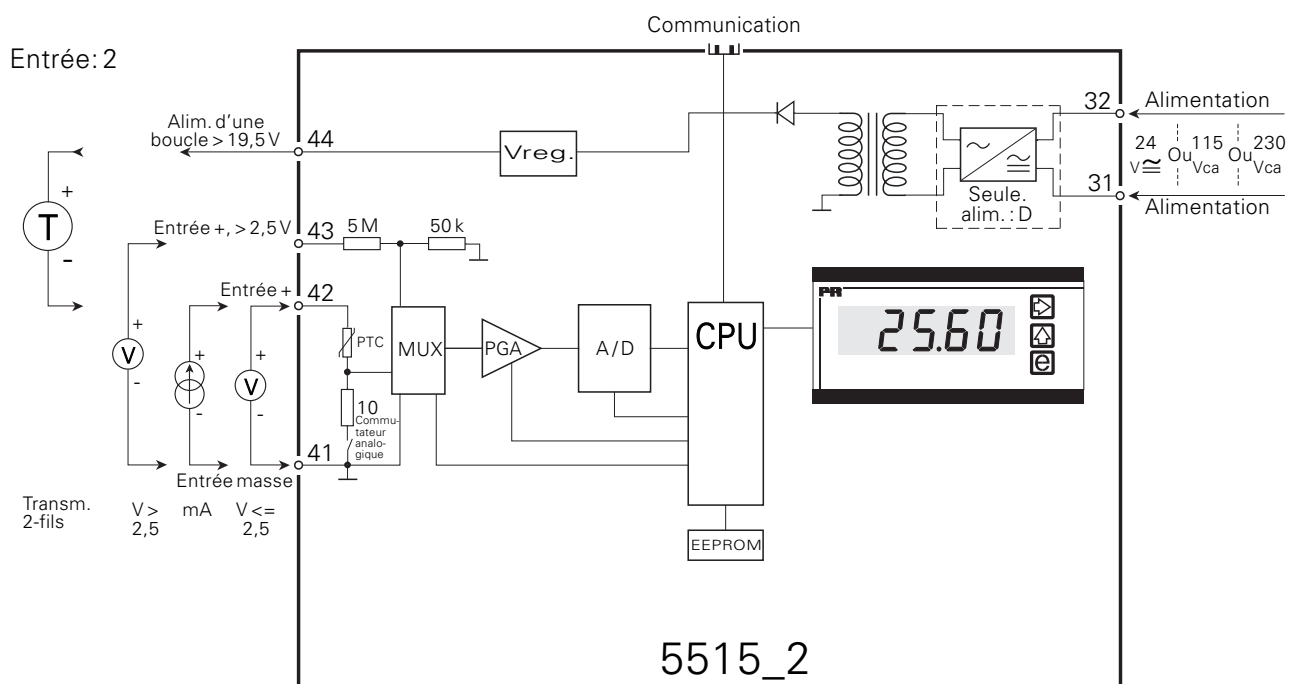 Communication
Entrée: 2
Alim. d'une
boucle > 19,5 V
44
Vreg.
32
Alimentation
24
V≅
Ou
115
Vca
Ou
230
Vca
31
Alimentation
Seule.
alim. : D
+
T
-
Entrée +, > 2,5 V
43
5 M
50 k
Entrée +
42
PTC
MUX
PGA
A/D
CPU
PR
25.60
e
+
V
-
+
-
+
V
-
10
Commu-
tateur
analo-
gique
41
Entrée masse
Transm.
2-fils
V >
2,5
mA
V <=
2,5
EEPROM
5515_2